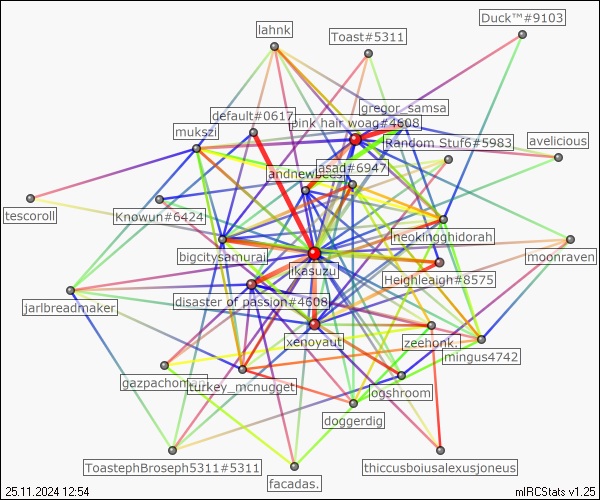 lahnk
Toast#5311
Duck™#9103
gregor_samsa
default#0617
pink hair woag#4608
mukszi
Random Stuf6#5983
avelicious
asad#6947
andnewbees
tescoroll
Knowun#6424
neokingghidorah
bigcitysamurai
ikasuzu
moonraven
Heighleigh#8575
disaster of passion#4608
jarlbreadmaker
xenoyaut
zeehonk.
mingus4742
gazpachom
turkey_mcnugget
ogshroom
doggerdig
ToastephBroseph5311#5311
thiccusboiusalexusjoneus
facadas.
25.11.2024 12:54
mIRCStats v1.25